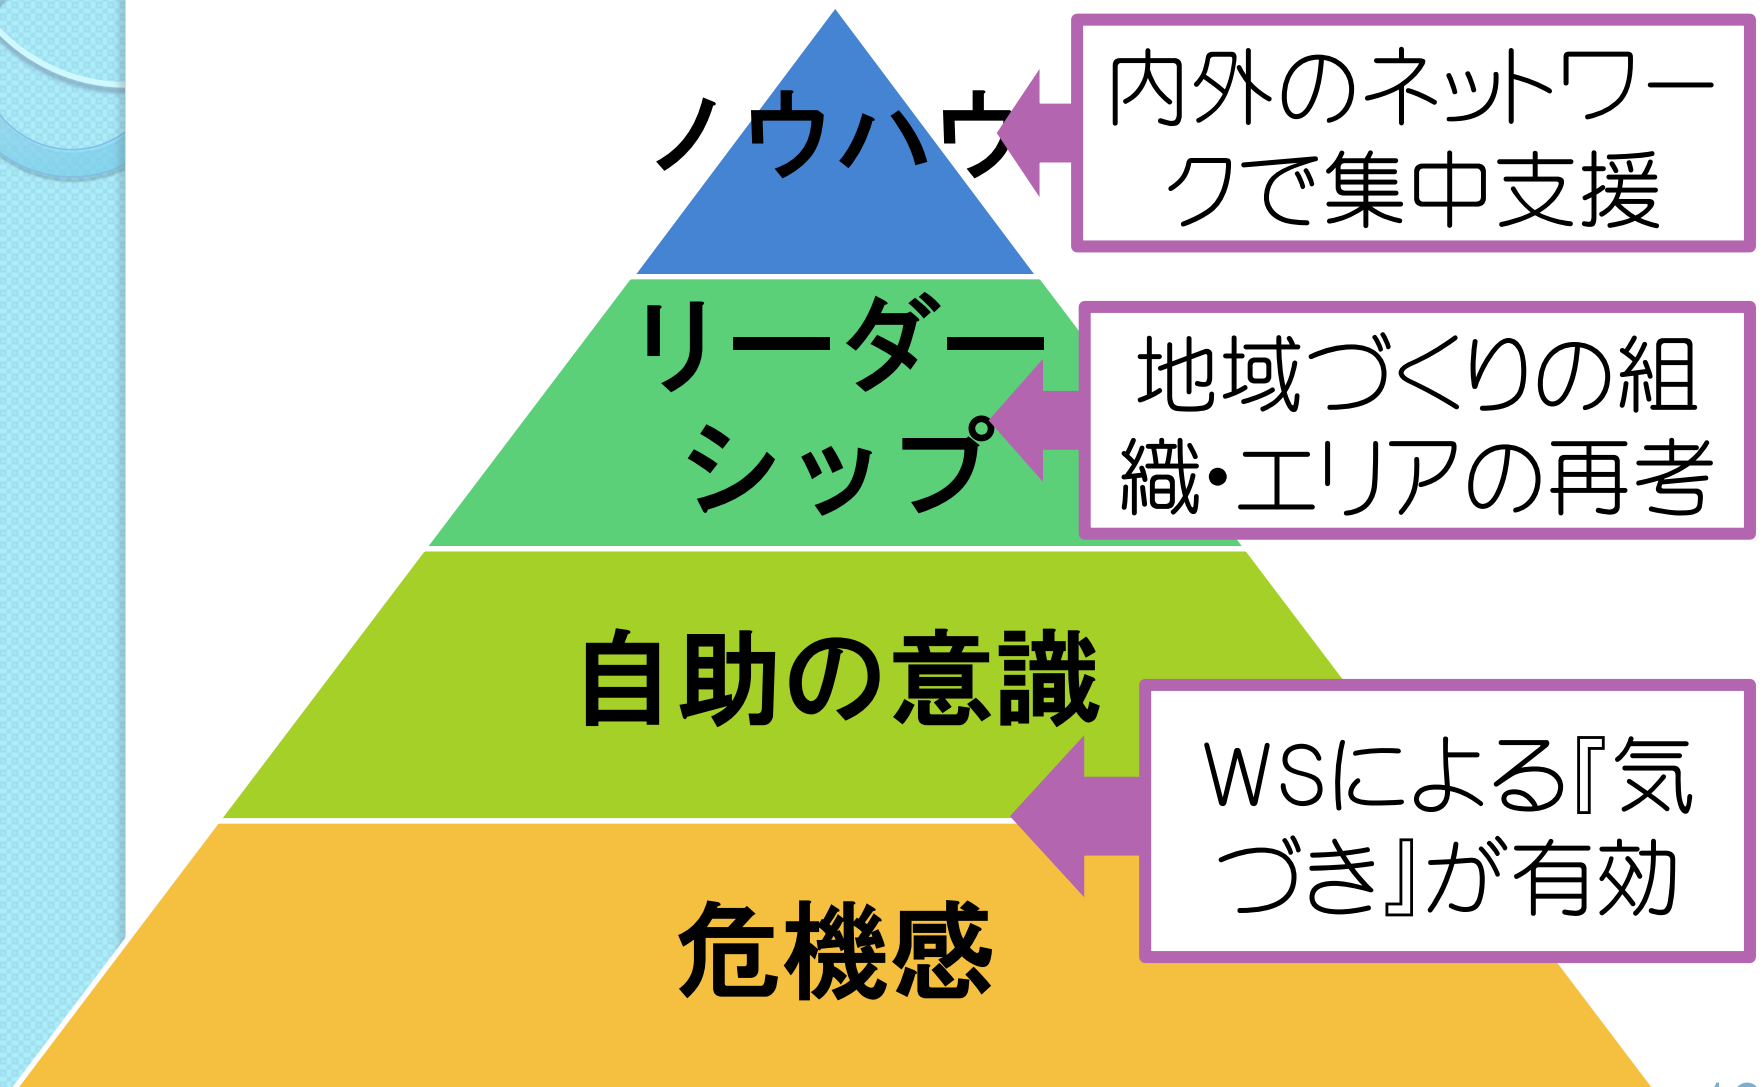 ノウハウ
内外のネットワー
クで集中支援
リーダー
シップ
地域づくりの組
織・エリアの再考
自助の意識
WSによる『気
づき』が有効
危機感